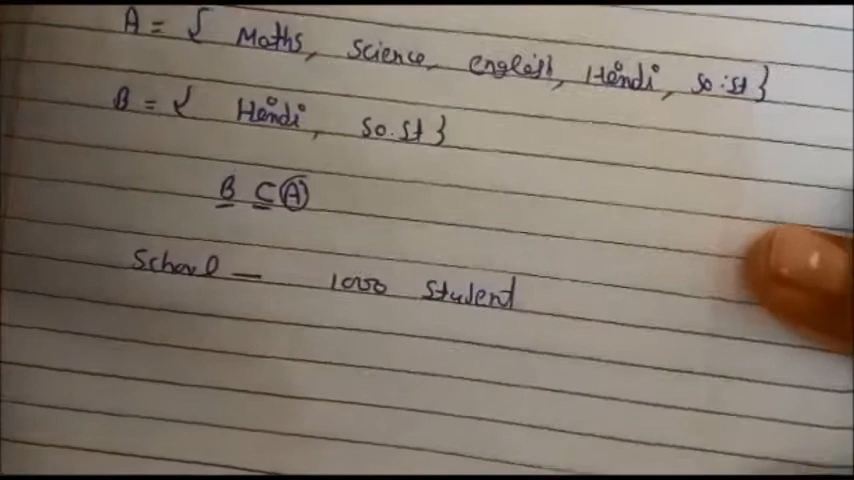 A = { Maths, Science, english, Hindi, so.st }
B = { Hindi, so.st }
B ⊂ A
School — 1000 Student